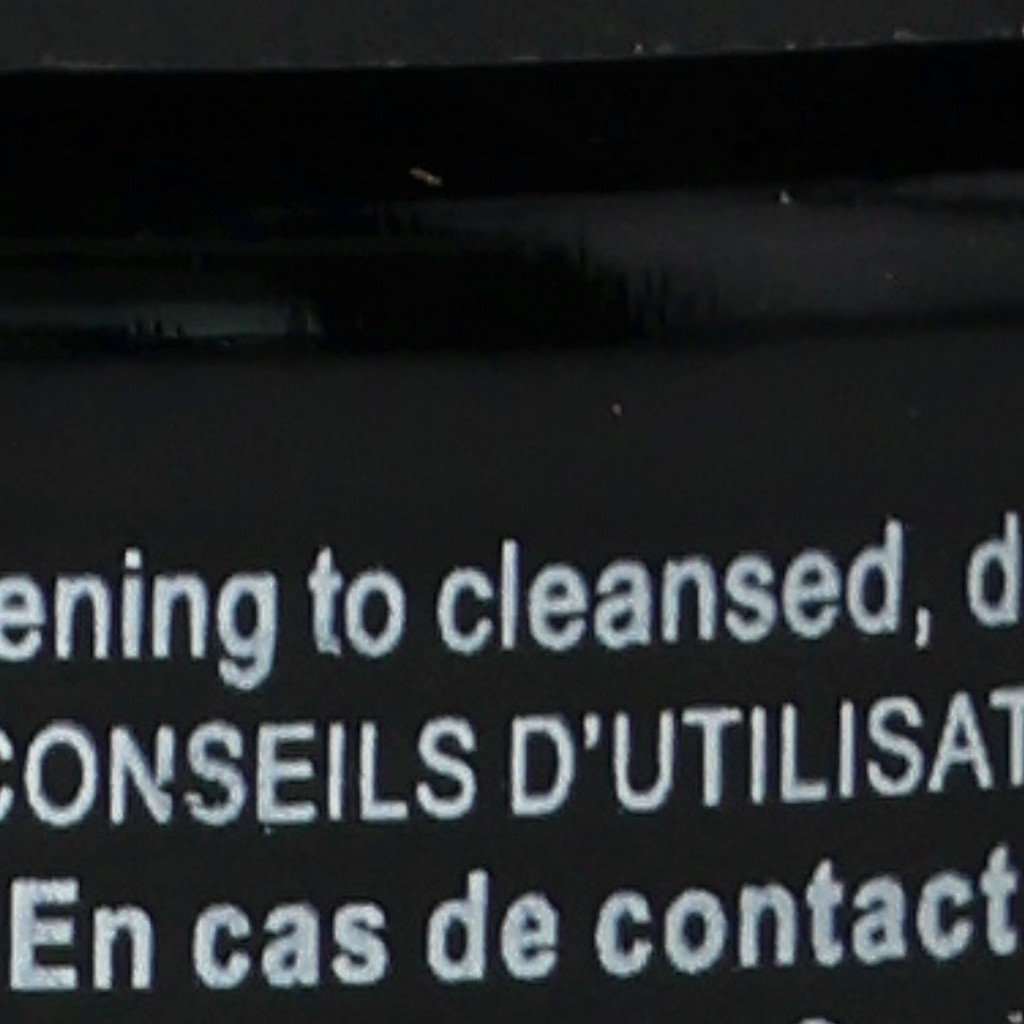 ening to cleansed, d
CONSEILS D'UTILISAT
En cas de contact